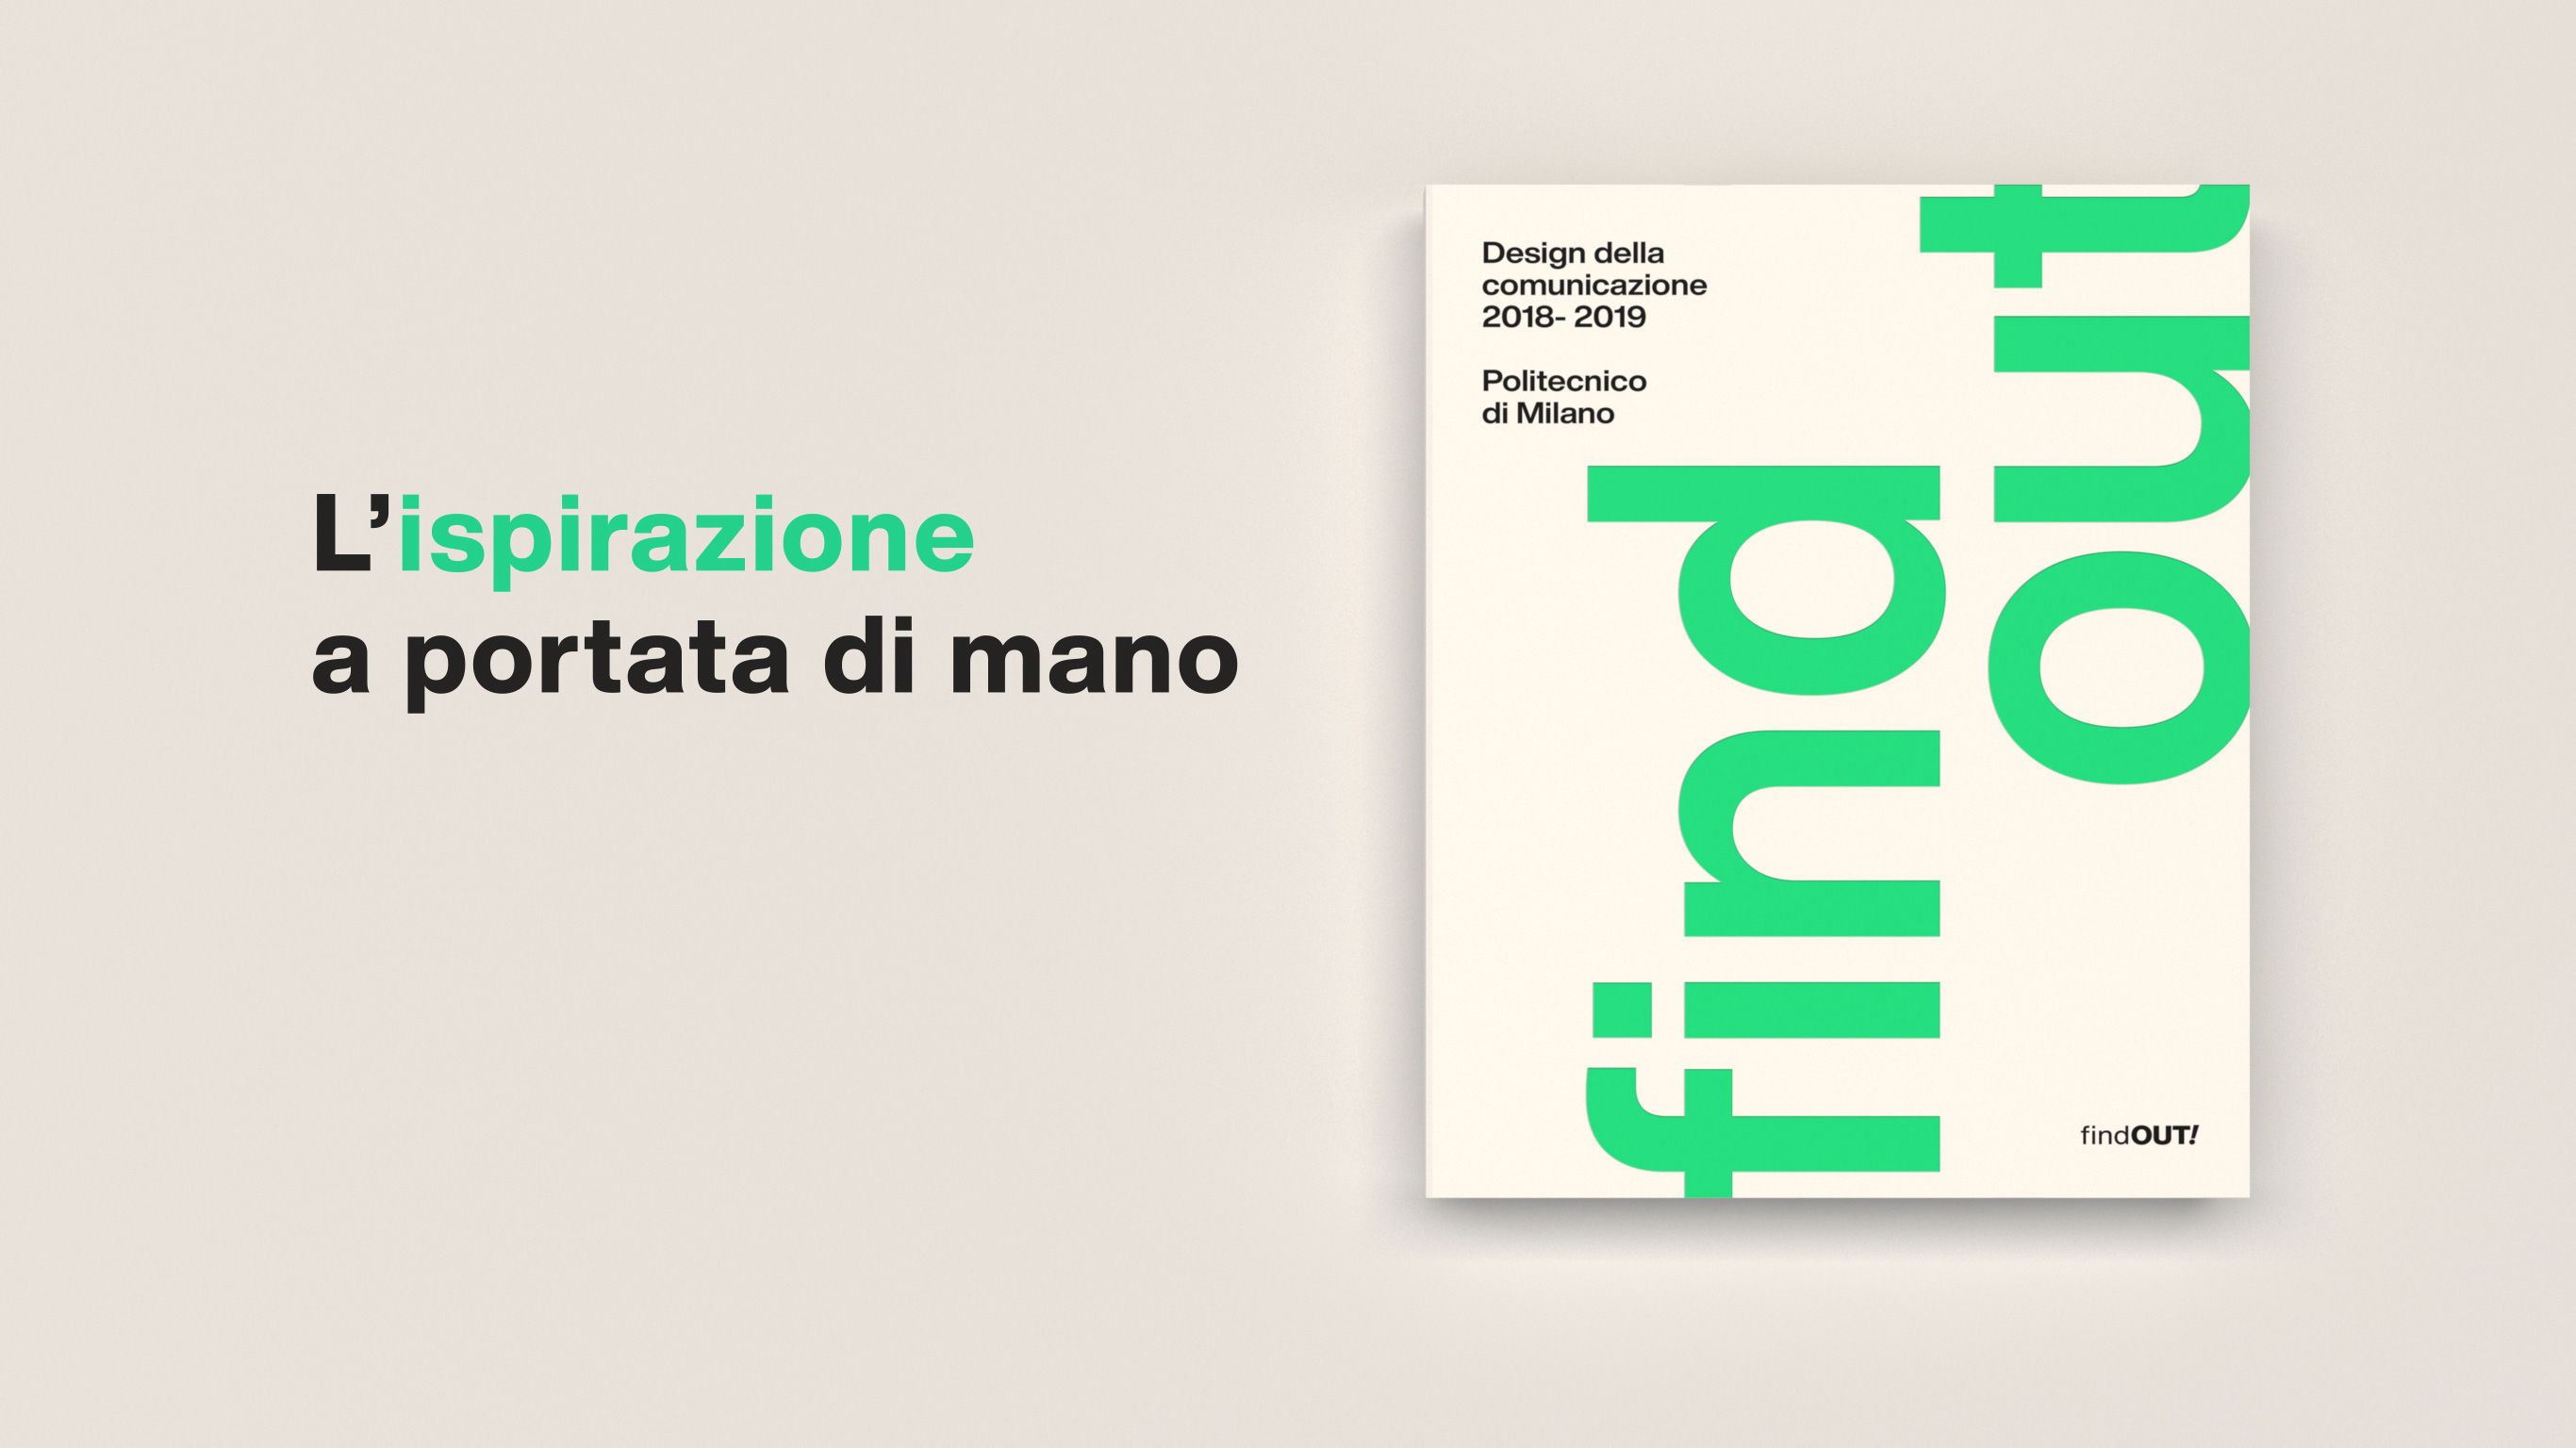 L’ispirazione
a portata di mano
Design della
comunicazione
2018- 2019
Politecnico
di Milano
find
out
findOUT!